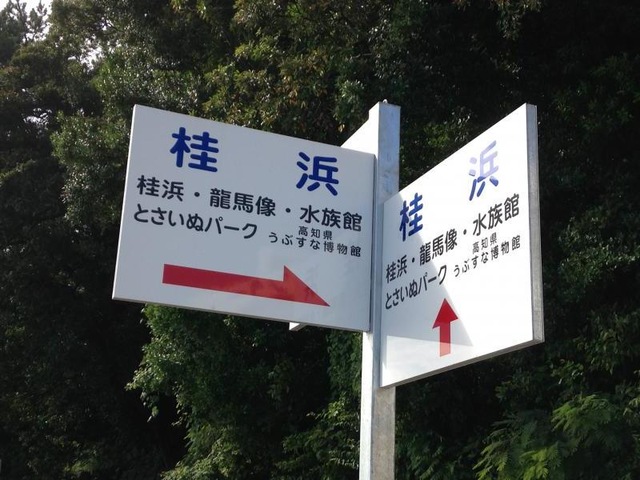 桂 浜
桂浜・龍馬像・水族館
とさいぬパーク 高知県
うぶすな博物館
桂 浜
桂浜・龍馬像・水族館
とさいぬパーク 高知県
うぶすな博物館